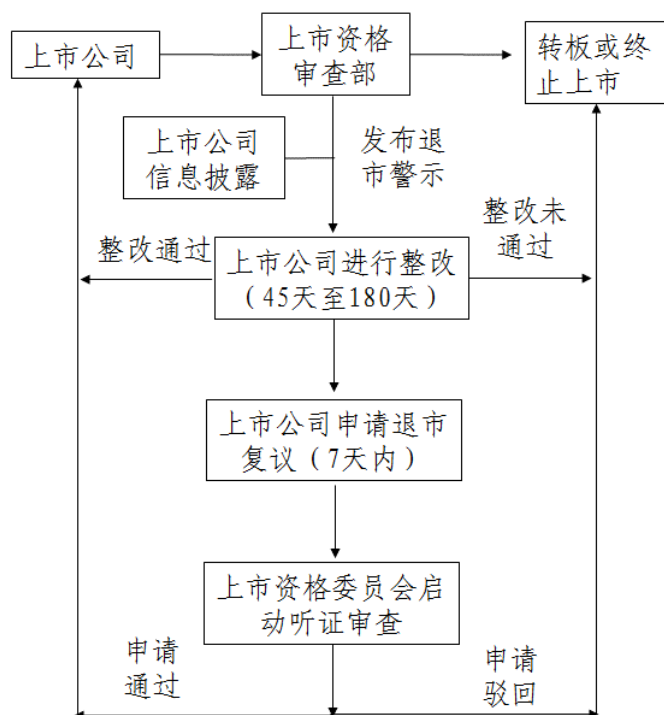 上市公司
上市资格
审查部
转板或终
止上市
上市公司
信息披露
发布退
市警示
整改通过
上市公司进行整改
（45天至180天）
整改未
通过
上市公司申请退市
复议（7天内）
上市资格委员会启
动听证审查
申请
通过
申请
驳回